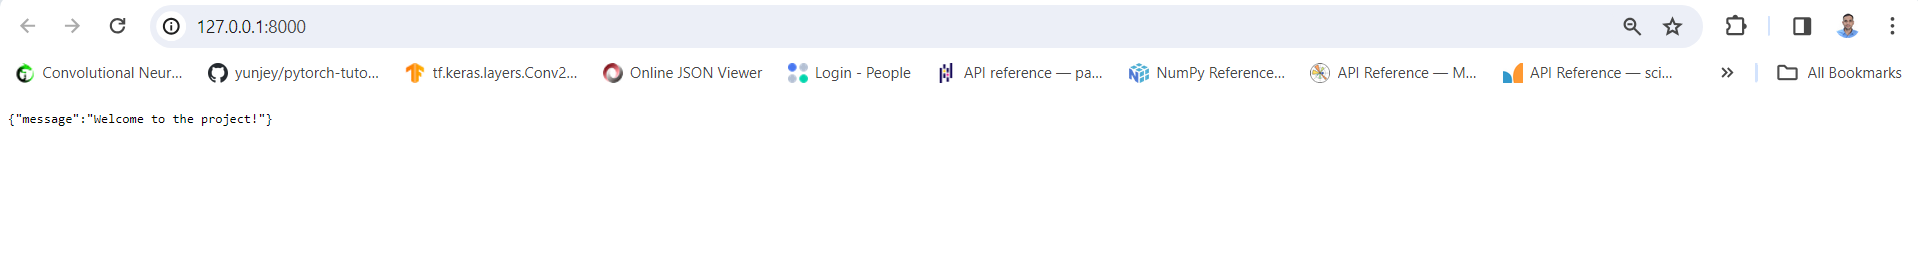 127.0.0.1:8000
Convolutional Neur... yunjey/pytorch-tuto... tf.keras.layers.Conv2... Online JSON Viewer Login - People API reference — pa... NumPy Reference... API Reference — M... API Reference — sci... » All Bookmarks
{"message":"Welcome to the project!"}